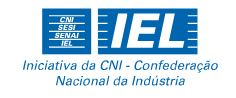 CNI
SESI
SENAI
IEL
IEL
Iniciativa da CNI - Confederação
Nacional da Indústria